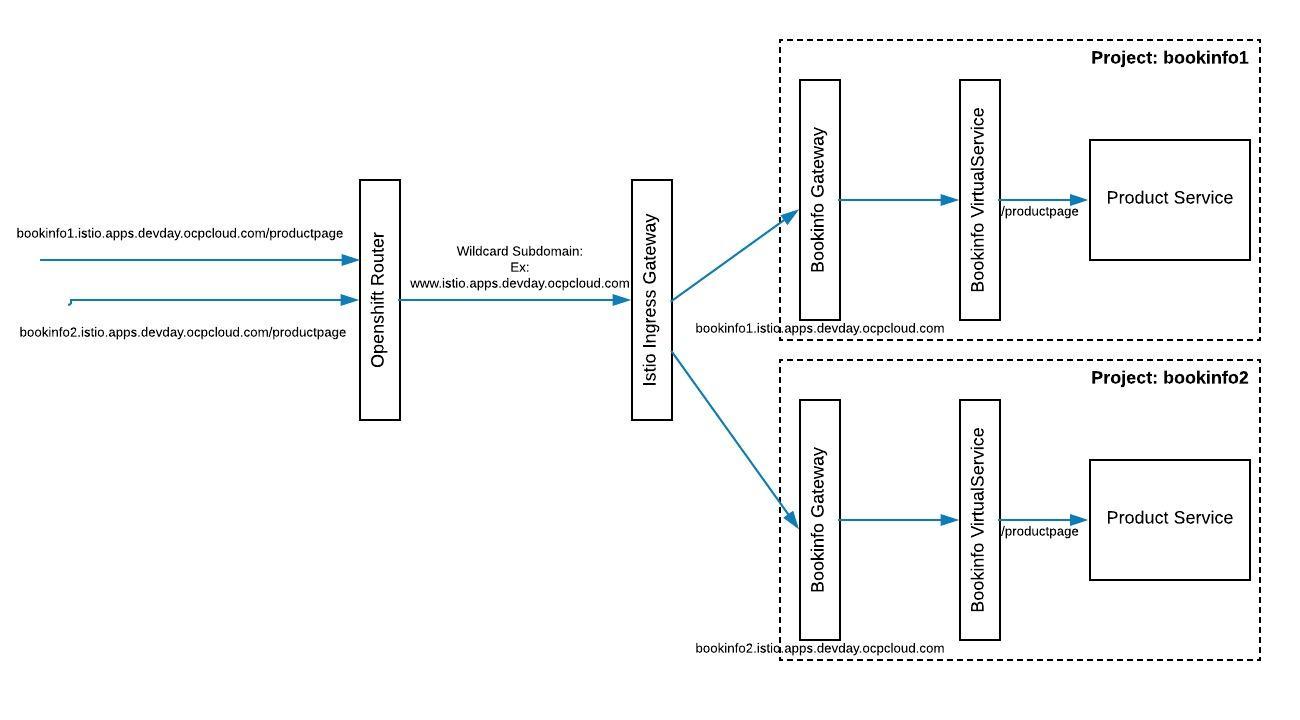 Project: bookinfo1
Bookinfo Gateway
Bookinfo VirtualService
Product Service
/productpage
bookinfo1.istio.apps.devday.ocpcloud.com/productpage
Openshift Router
Wildcard Subdomain:
Ex:
www.istio.apps.devday.ocpcloud.com
Istio Ingress Gateway
bookinfo2.istio.apps.devday.ocpcloud.com/productpage
bookinfo1.istio.apps.devday.ocpcloud.com
Project: bookinfo2
Bookinfo Gateway
Bookinfo VirtualService
Product Service
/productpage
bookinfo2.istio.apps.devday.ocpcloud.com